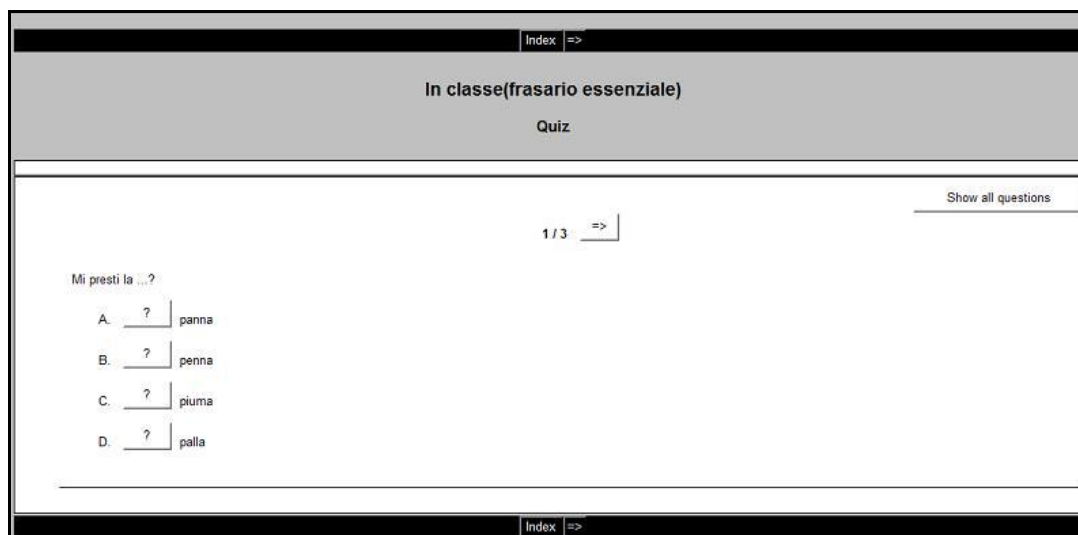 Index =>
In classe(frasario essenziale)
Quiz
Show all questions
1 / 3 =>
Mi presti la ...?
A. ? panna
B. ? penna
C. ? piuma
D. ? palla
Index =>